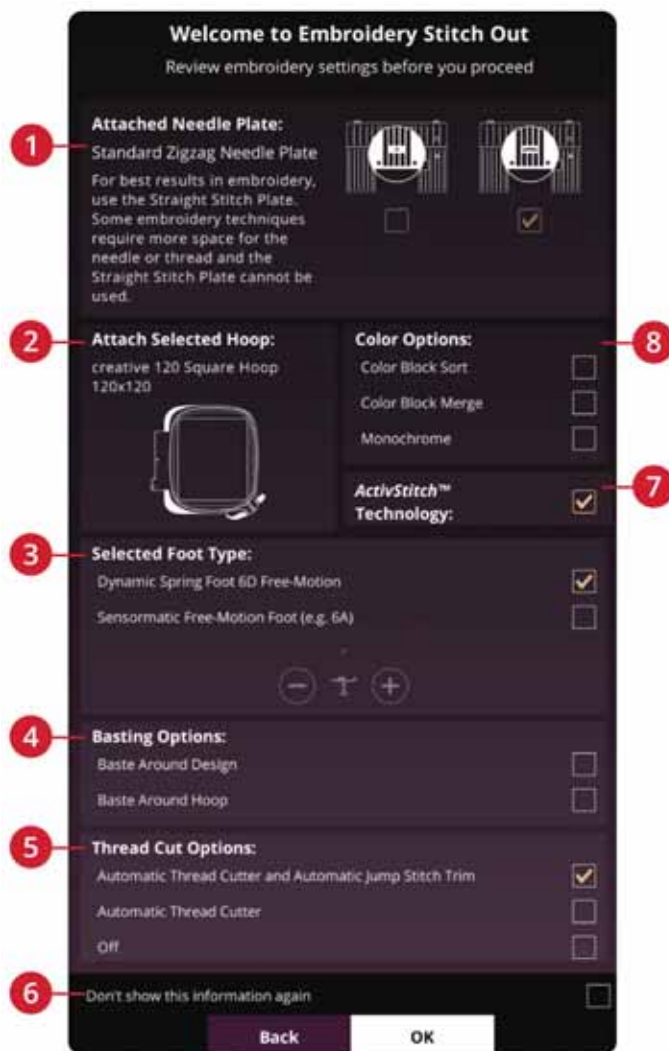 Welcome to Embroidery Stitch Out
Review embroidery settings before you proceed
1
Attached Needle Plate:
Standard Zigzag Needle Plate
For best results in embroidery,
use the Straight Stitch Plate.
Some embroidery techniques
require more space for the
needle or thread and the
Straight Stitch Plate cannot be
used.
2
Attach Selected Hoop:
creative 120 Square Hoop
120x120
8
Color Options:
Color Block Sort
Color Block Merge
Monochrome
7
ActivStitch™
Technology:
3
Selected Foot Type:
Dynamic Spring Foot 6D Free-Motion
Sensormatic Free-Motion Foot (e.g. 6A)
4
Basting Options:
Baste Around Design
Baste Around Hoop
5
Thread Cut Options:
Automatic Thread Cutter and Automatic Jump Stitch Trim
Automatic Thread Cutter
Off
6
Don't show this information again
Back
OK